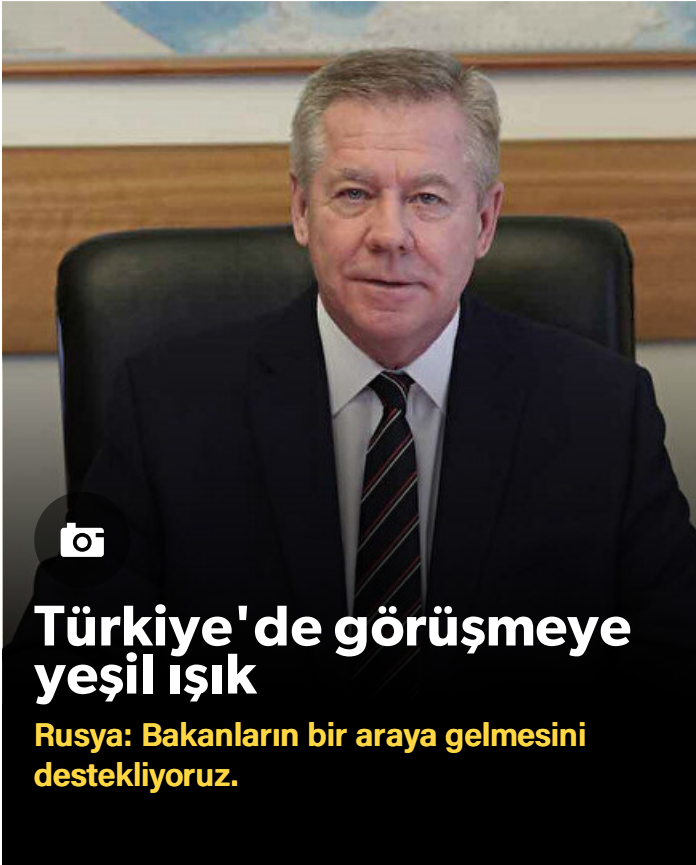 Türkiye'de görüşmeye
yeşil ışık
Rusya: Bakanların bir araya gelmesini
destekliyoruz.